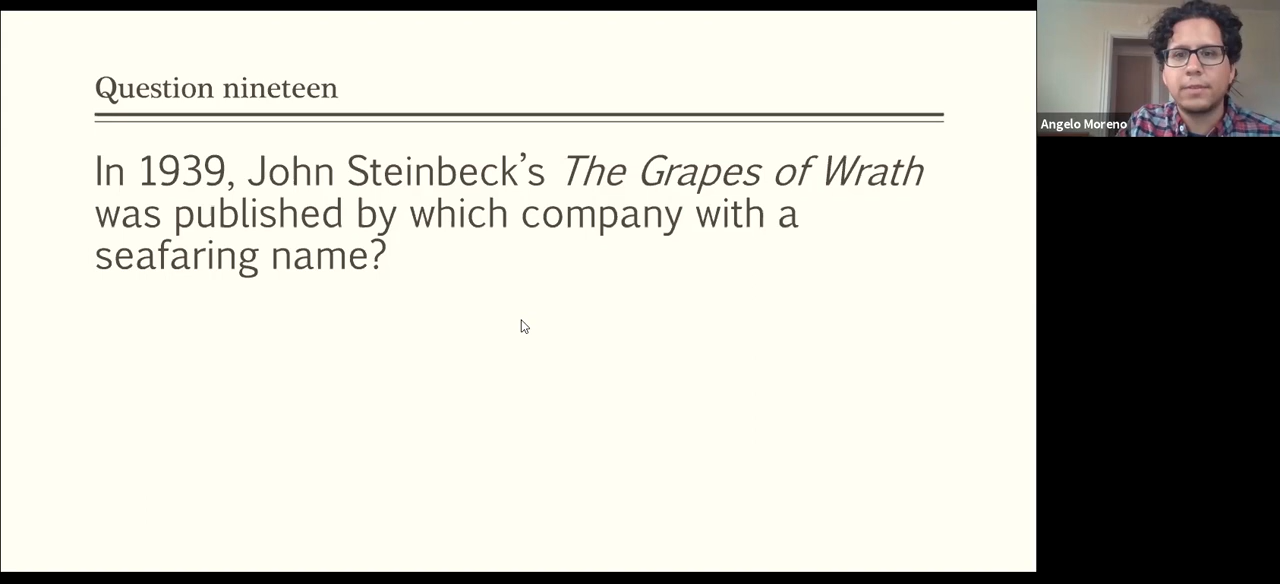 Question nineteen
In 1939, John Steinbeck’s The Grapes of Wrath
was published by which company with a
seafaring name?
Angelo Moreno